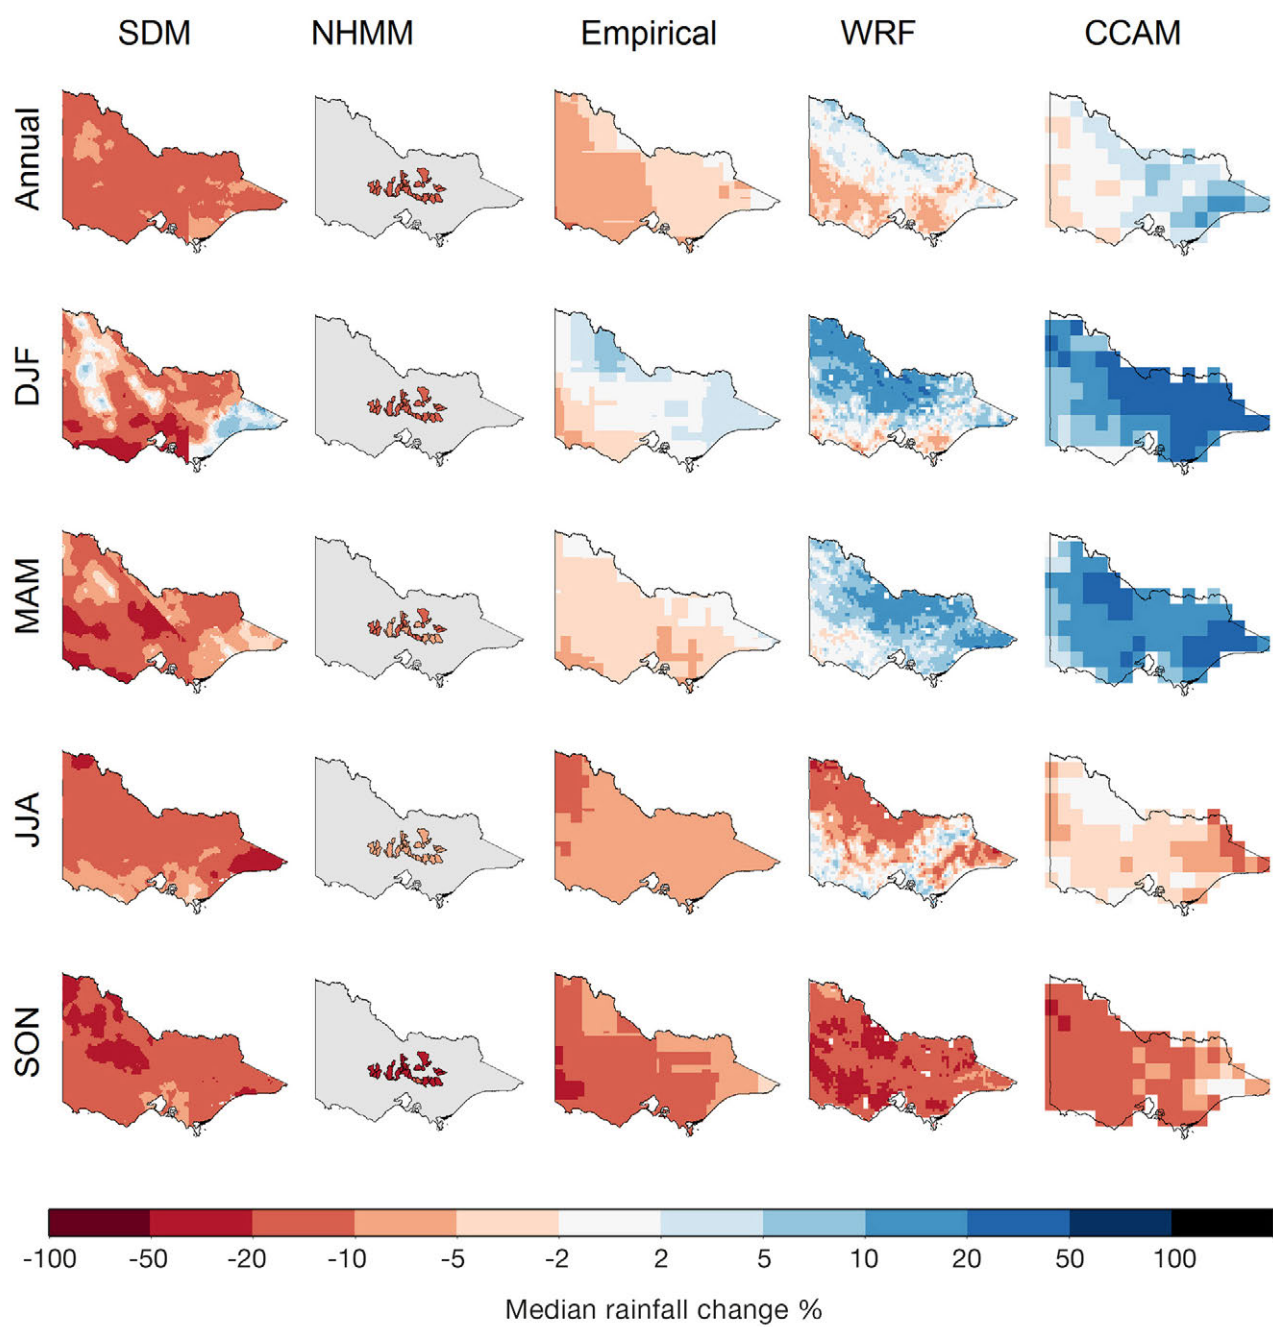 SDM NHMM Empirical WRF CCAM
Annual
DJF
MAM
JJA
SON
-100 -50 -20 -10 -5 -2 2 5 10 20 50 100
Median rainfall change %